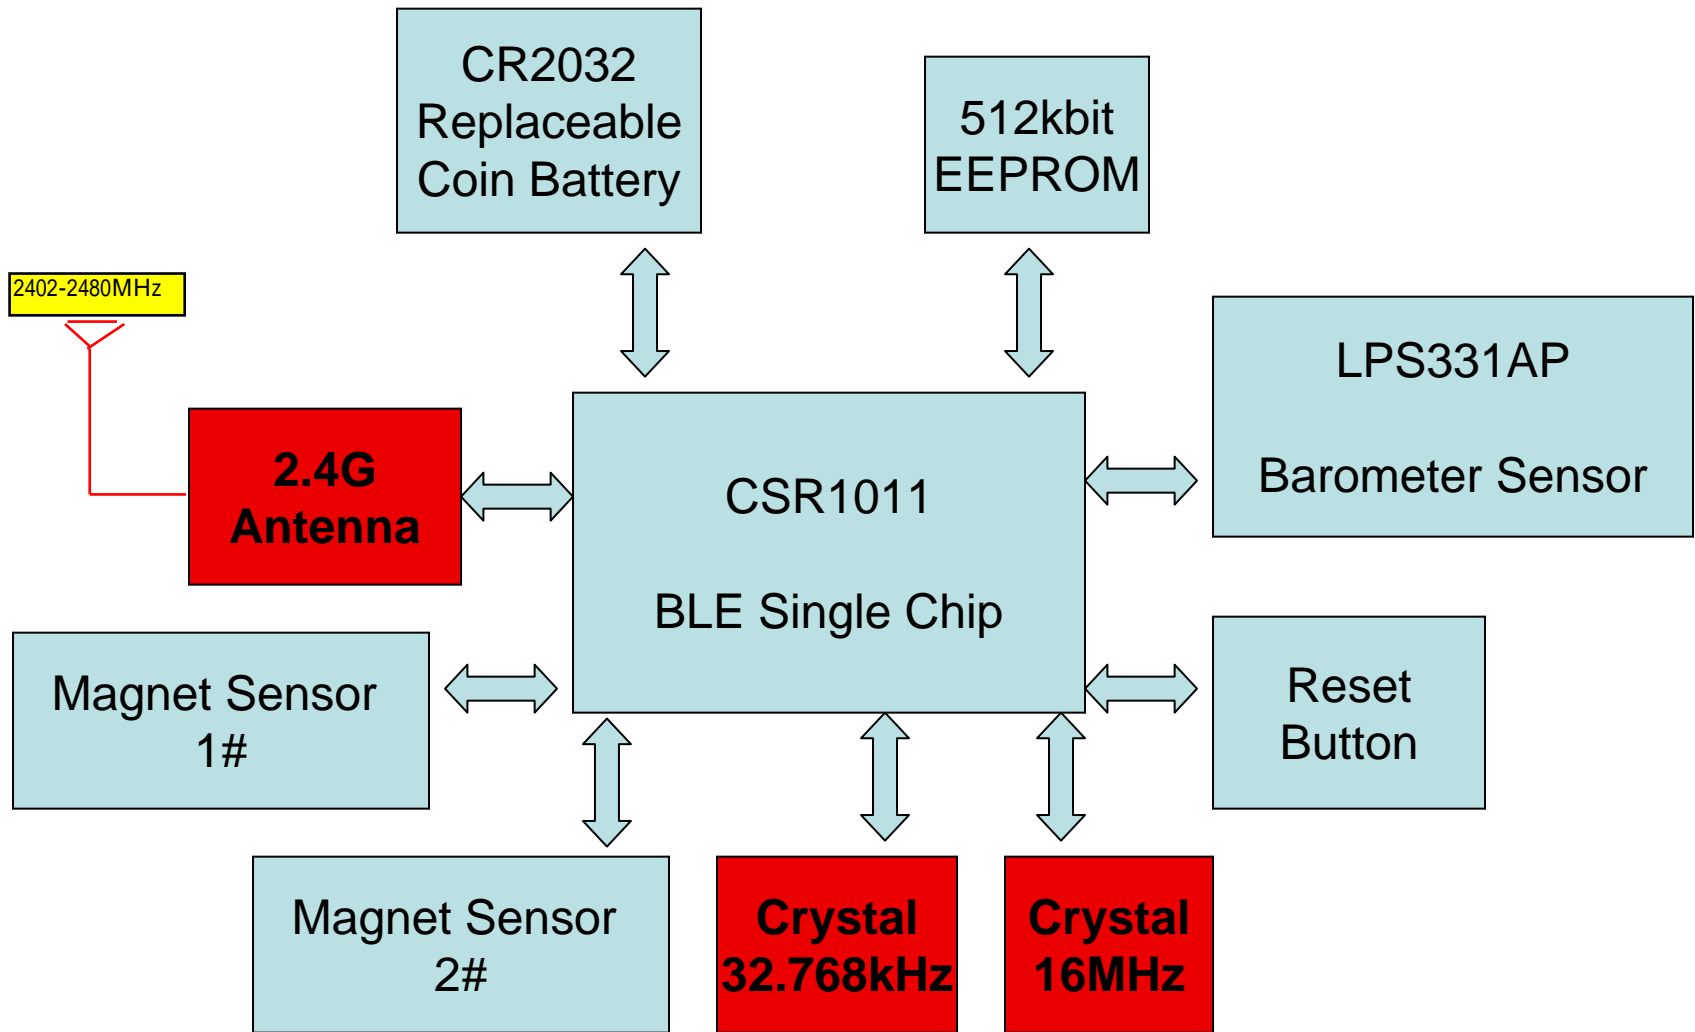 CR2032
Replaceable
Coin Battery
512kbit
EEPROM
2402-2480MHz
LPS331AP
Barometer Sensor
2.4G
Antenna
CSR1011
BLE Single Chip
Magnet Sensor
1#
Reset
Button
Magnet Sensor
2#
Crystal
32.768kHz
Crystal
16MHz